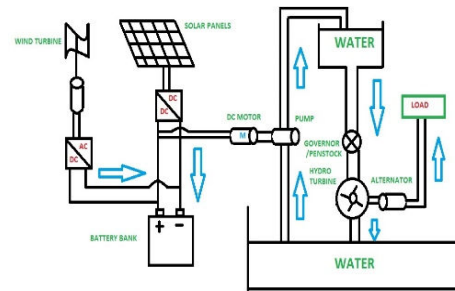 WIND TURBINE
SOLAR PANELS
WATER
DC
DC
LOAD
DC MOTOR
PUMP
M
GOVERNOR
/PENSTOCK
AC
DC
HYDRO
TURBINE
ALTERNATOR
+ −
BATTERY BANK
WATER